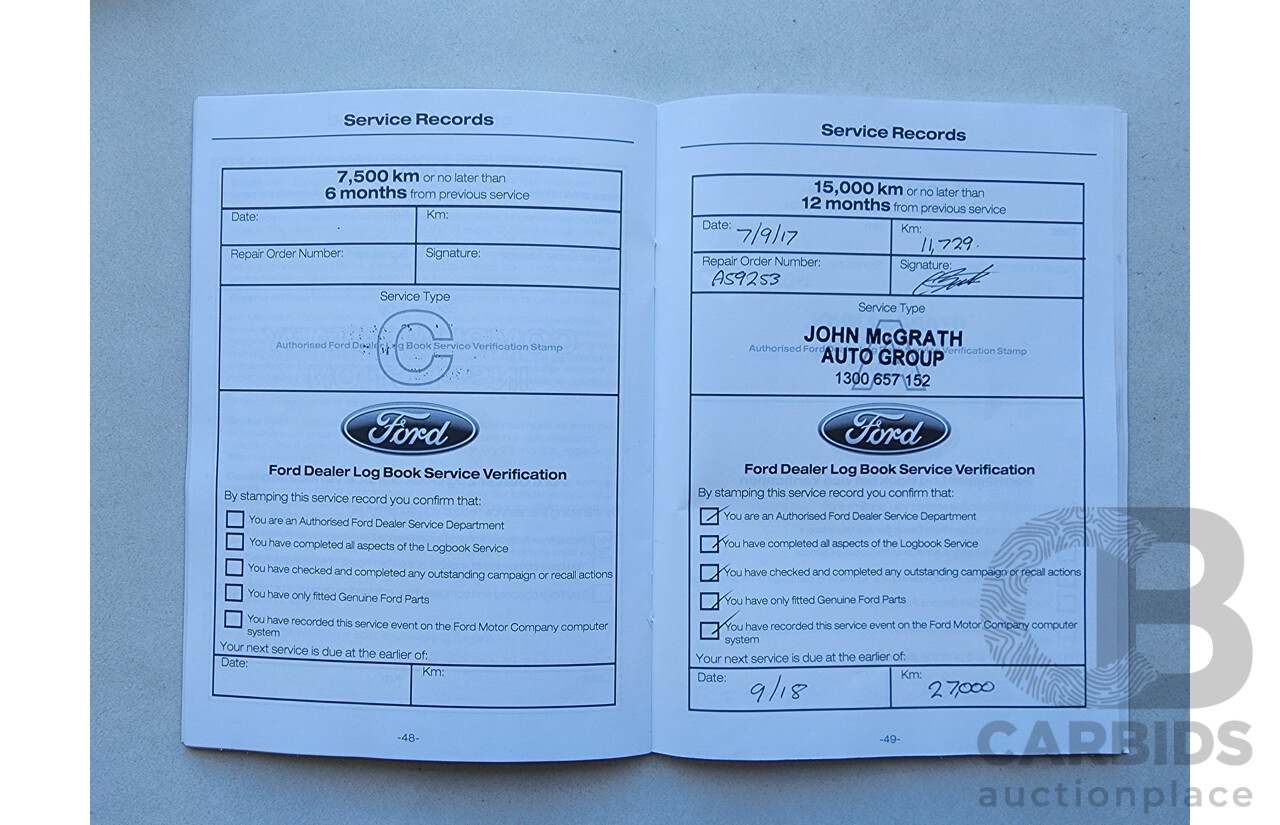 Service Records
7,500 km or no later than
6 months from previous service
Date:
Km:
Repair Order Number:
Signature:
Service Type
C
Authorised Ford Dealer Log Book Service Verification Stamp
Ford
Ford Dealer Log Book Service Verification
By stamping this service record you confirm that:
You are an Authorised Ford Dealer Service Department
You have completed all aspects of the Logbook Service
You have checked and completed any outstanding campaign or recall actions
You have only fitted Genuine Ford Parts
You have recorded this service event on the Ford Motor Company computer
system
Your next service is due at the earlier of:
Date:
Km:
-48-
Service Records
15,000 km or no later than
12 months from previous service
Date: 7/9/17
Km: 11,729.
Repair Order Number:
A59253
Signature:
Service Type
A
JOHN McGRATH
Authorised Ford Verification Stamp
AUTO GROUP
1300 657 152
Ford
Ford Dealer Log Book Service Verification
By stamping this service record you confirm that:
You are an Authorised Ford Dealer Service Department
You have completed all aspects of the Logbook Service
You have checked and completed any outstanding campaign or recall actions
You have only fitted Genuine Ford Parts
You have recorded this service event on the Ford Motor Company computer
system
Your next service is due at the earlier of:
Date: 9/18
Km: 27,000
-49-
CB
CARBIDS
auctionplace